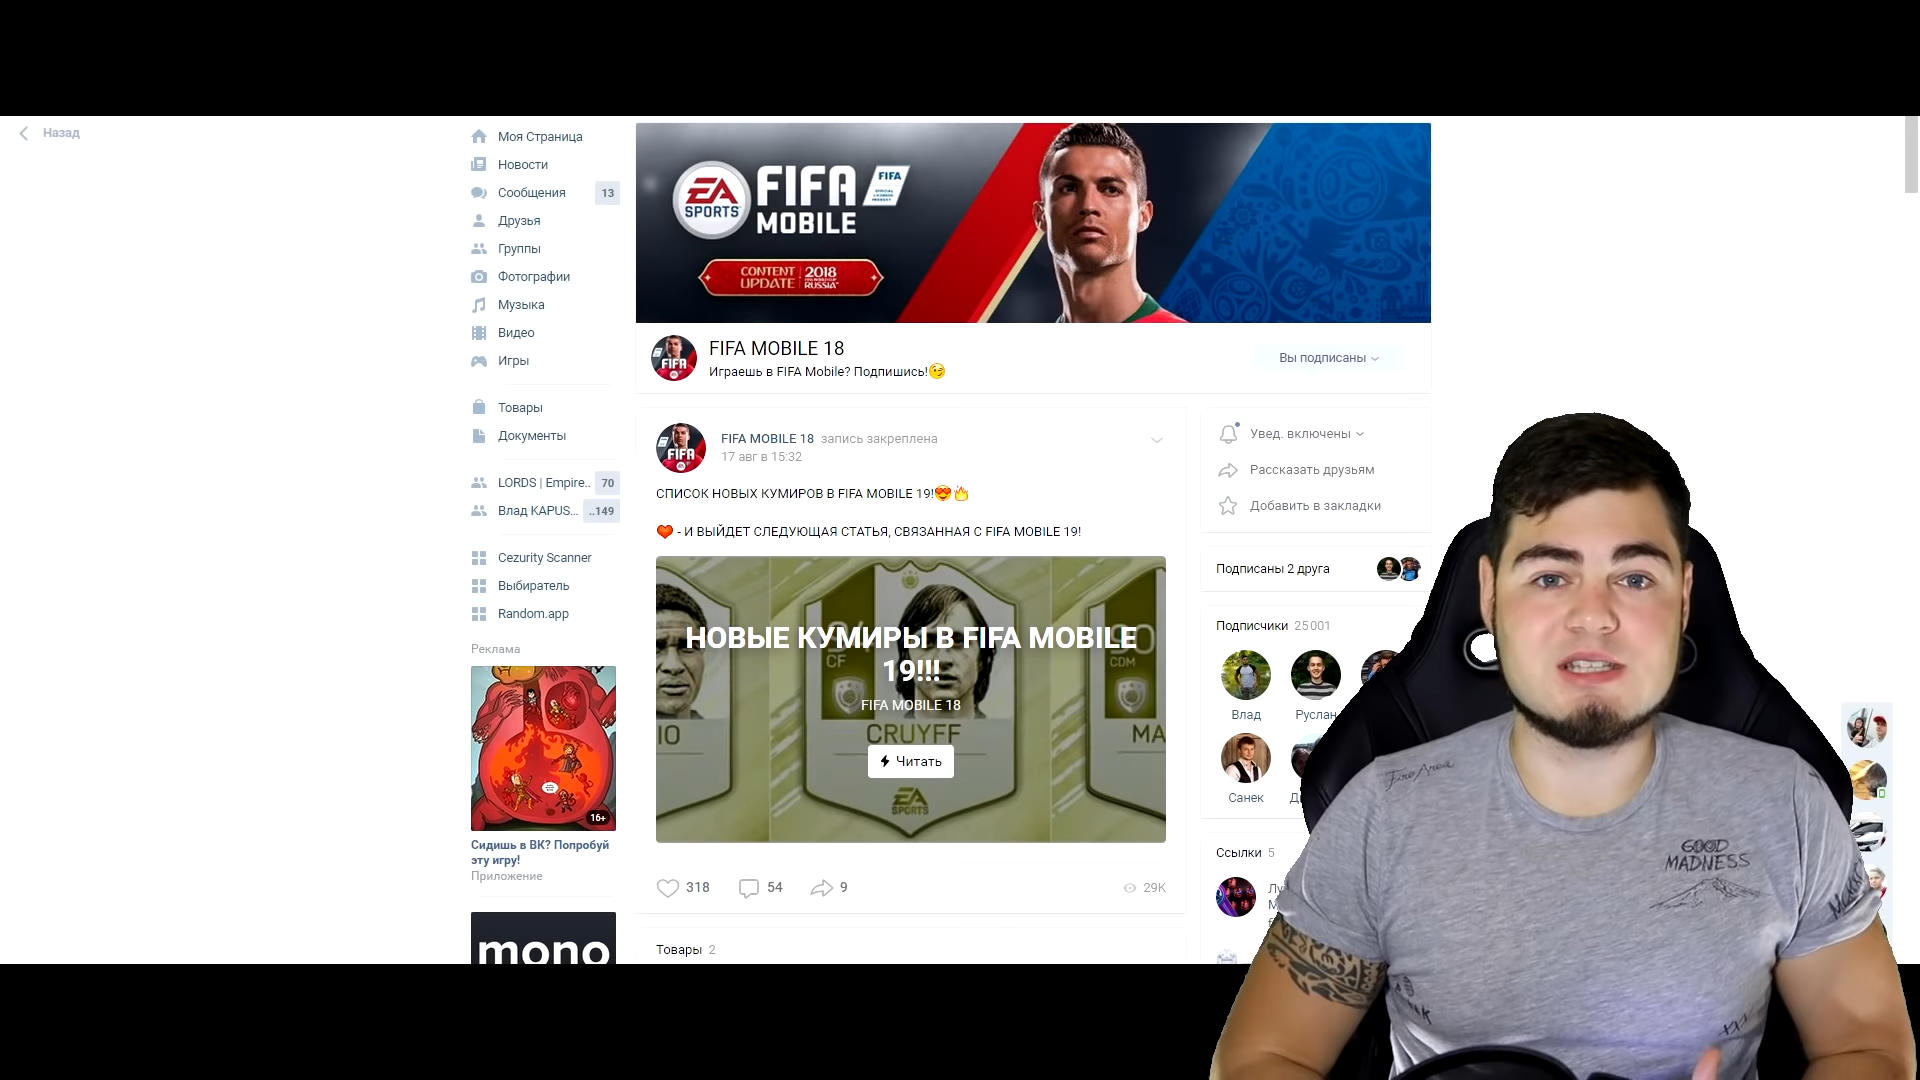 Назад
Моя Страница
Новости
Сообщения 13
Друзья
Группы
Фотографии
Музыка
Видео
Игры
Товары
Документы
LORDS | Empire.. 70
Влад KAPUS... ..149
Cezurity Scanner
Выбиратель
Random.app
Реклама
16+
Сидишь в ВК? Попробуй
эту игру!
Приложение
mono
EA
SPORTS
FIFA
MOBILE
FIFA
CONTENT
UPDATE
2018
RUSSIA
FIFA MOBILE 18
Играешь в FIFA Mobile? Подпишись!
Вы подписаны
FIFA MOBILE 18 запись закреплена
17 авг в 15:32
СПИСОК НОВЫХ КУМИРОВ В FIFA MOBILE 19!
- И ВЫЙДЕТ СЛЕДУЮЩАЯ СТАТЬЯ, СВЯЗАННАЯ С FIFA MOBILE 19!
НОВЫЕ КУМИРЫ В FIFA MOBILE
19!!!
CF
CDM
FIFA MOBILE 18
IO
CRUYFF
MA
Читать
EA
SPORTS
318 54 9 29K
Товары 2
Увед. включены
Рассказать друзьям
Добавить в закладки
Подписаны 2 друга
Подписчики 25 001
Влад Руслан
Санек
Ссылки 5
GOOD
MADNESS